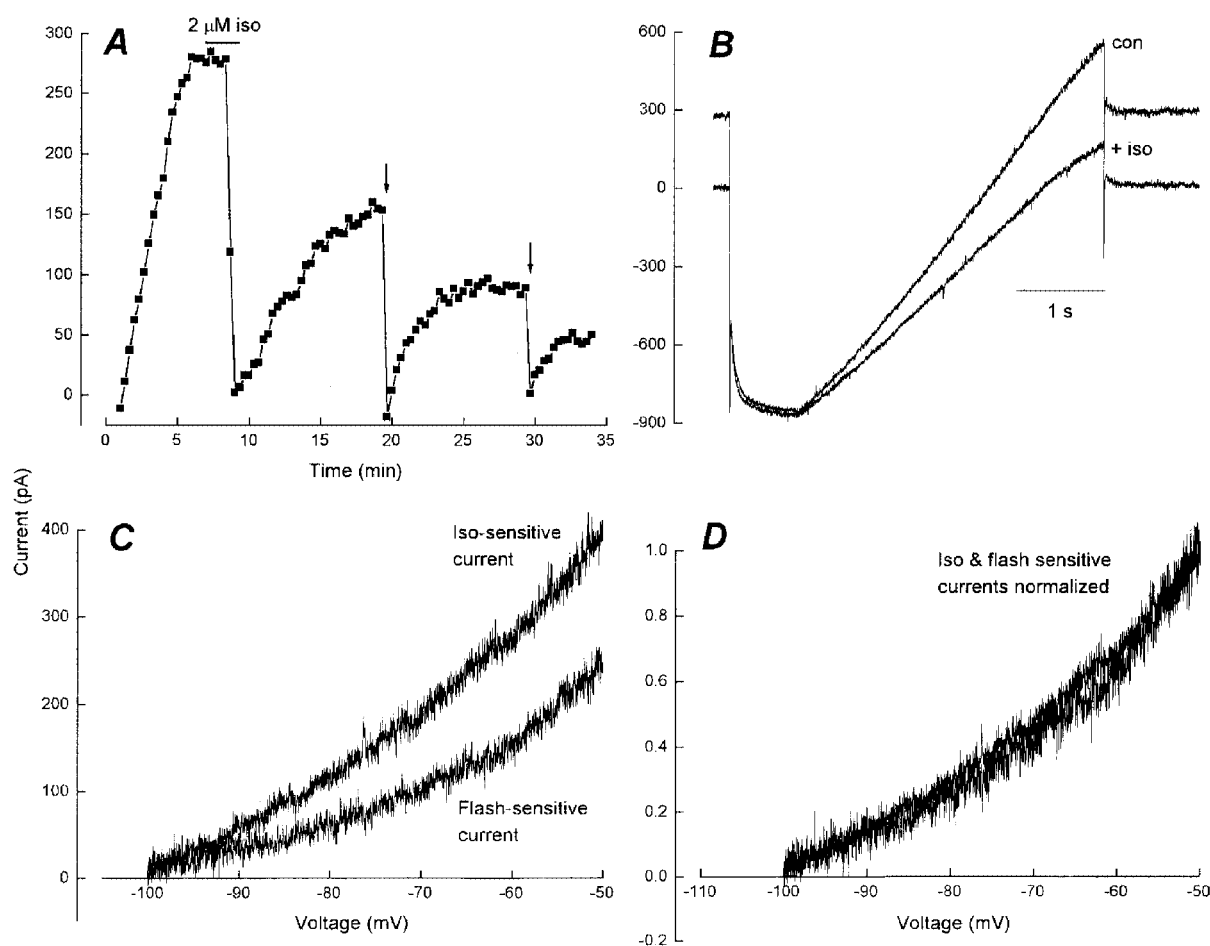 A
2 µM iso
300
250
200
150
100
50
0
0 5 10 15 20 25 30 35
Time (min)
B
600
300
0
-300
-600
-900
con
+ iso
1 s
Current (pA)
C
400
300
200
100
0
Iso-sensitive
current
Flash-sensitive
current
-100 -90 -80 -70 -60 -50
Voltage (mV)
D
1.0
0.8
0.6
0.4
0.2
0.0
-0.2
Iso & flash sensitive
currents normalized
-110 -100 -90 -80 -70 -60 -50
Voltage (mV)